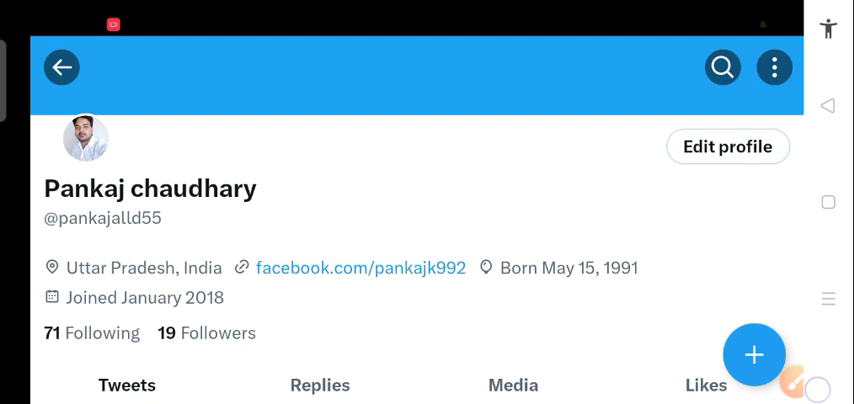 Edit profile
Pankaj chaudhary
@pankajalld55
Uttar Pradesh, India facebook.com/pankajk992 Born May 15, 1991
Joined January 2018
71 Following 19 Followers
Tweets Replies Media Likes